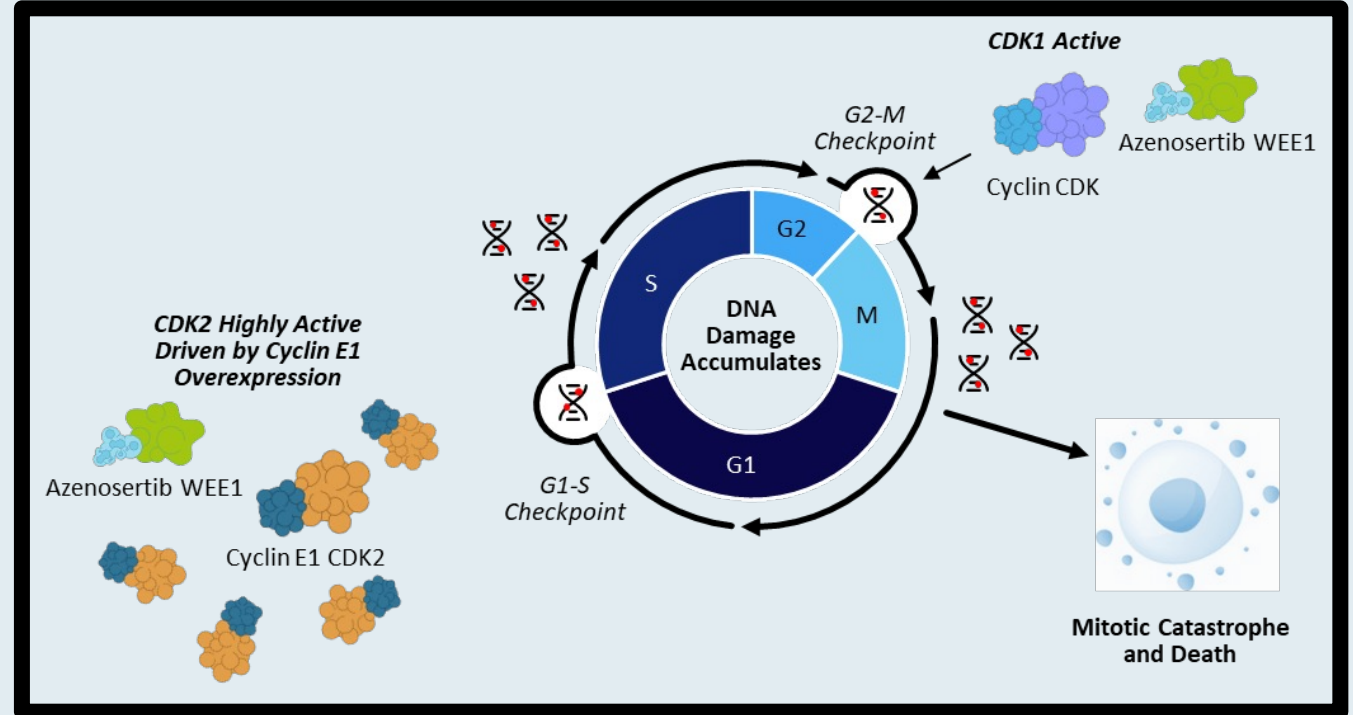 CDK1 Active
Azenosertib WEE1
Cyclin CDK
G2-M
Checkpoint
G2
S
M
DNA
Damage
Accumulates
G1
G1-S
Checkpoint
CDK2 Highly Active
Driven by Cyclin E1
Overexpression
Azenosertib WEE1
Cyclin E1 CDK2
Mitotic Catastrophe
and Death